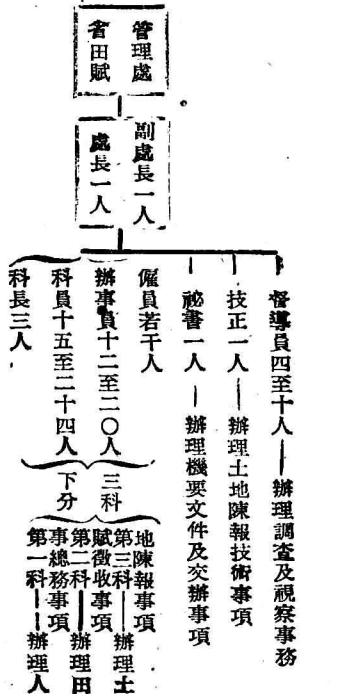 省田賦
管理處
處長一人
副處長一人
科長三人
科員十五至二十四人
辦事員十二至二〇人
下分
三科
第一科——辦理人
事總務事項
第二科——辦理田
賦徵收事項
第三科——辦理土
地陳報事項
僱員若干人
祕書一人——辦理機要文件及交辦事項
技正一人——辦理土地陳報技術事項
督導員四至十人——辦理調查及視察事務